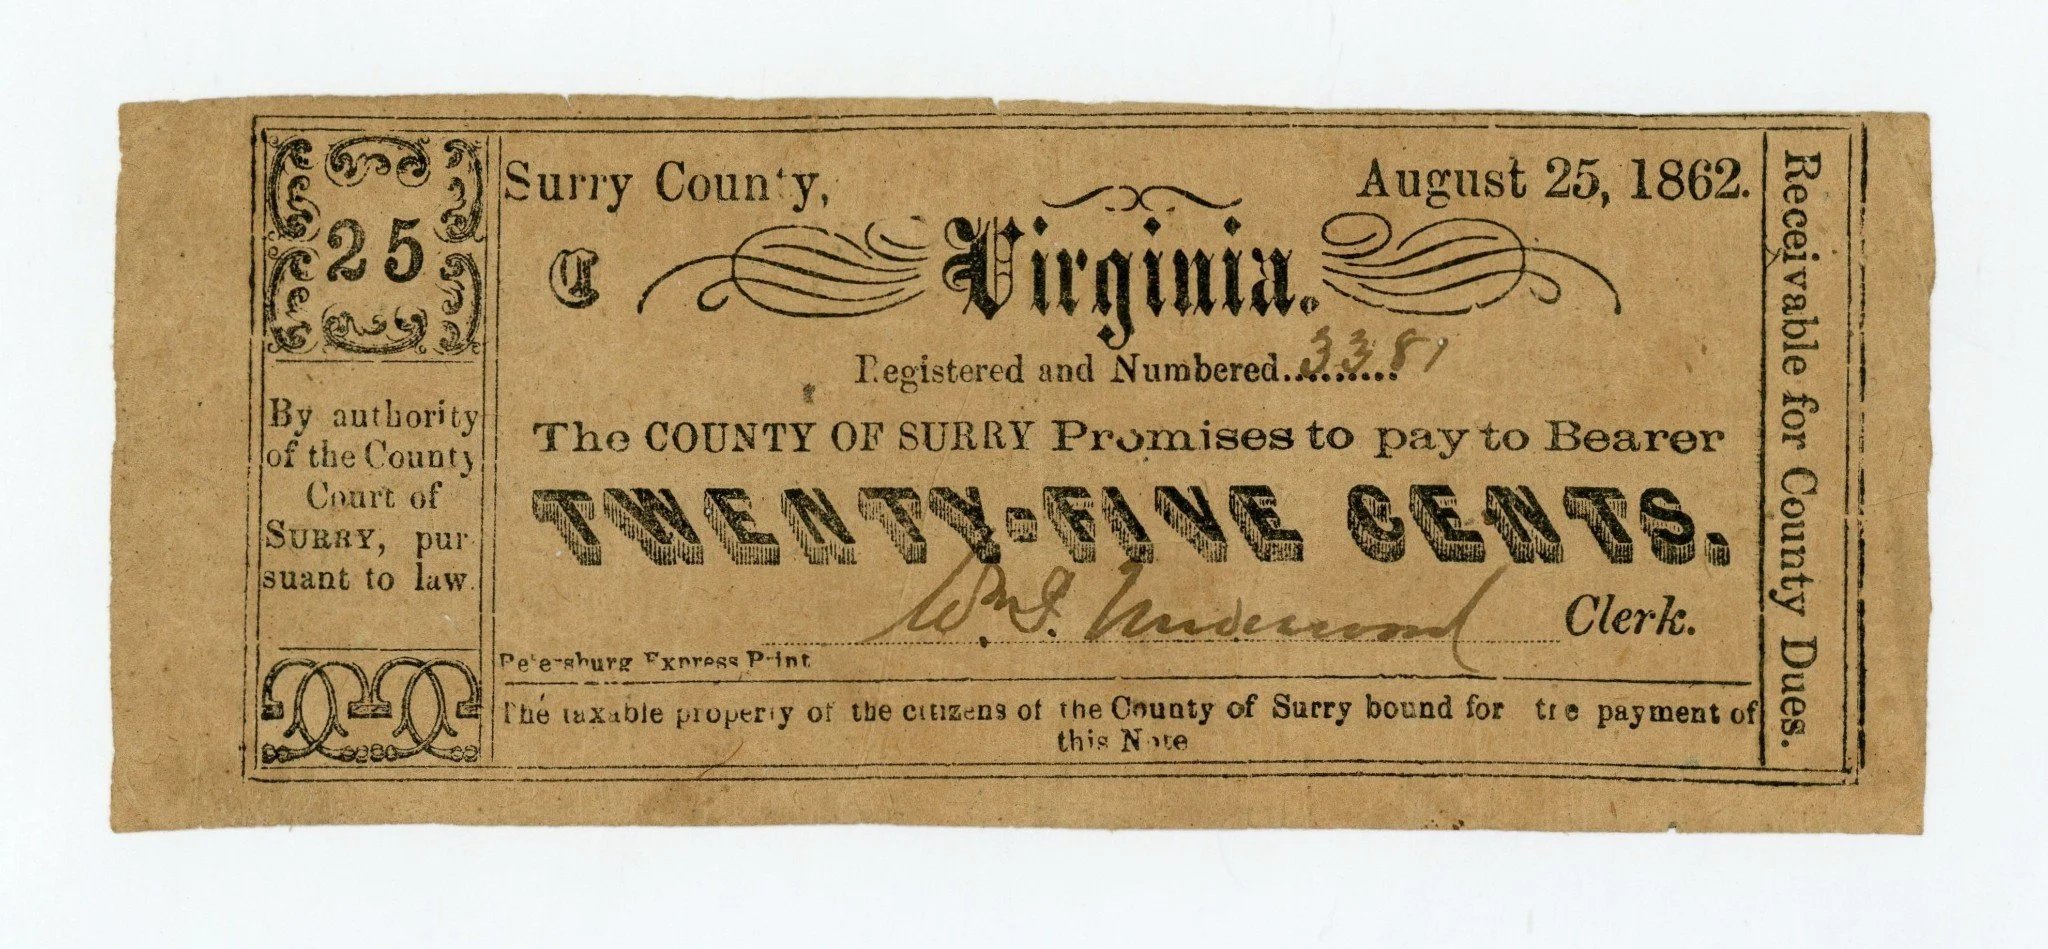 25
By authority
of the County
Court of
SURRY, pur
suant to law.
Surry County,
August 25, 1862.
C
Virginia.
Registered and Numbered.......... 3381
The COUNTY OF SURRY Promises to pay to Bearer
TWENTY-FIVE CENTS.
Wm. S. Underwood Clerk.
Petersburg Express Print
The taxable property of the citizens of the County of Surry bound for the payment of
this Note
Receivable for County Dues.